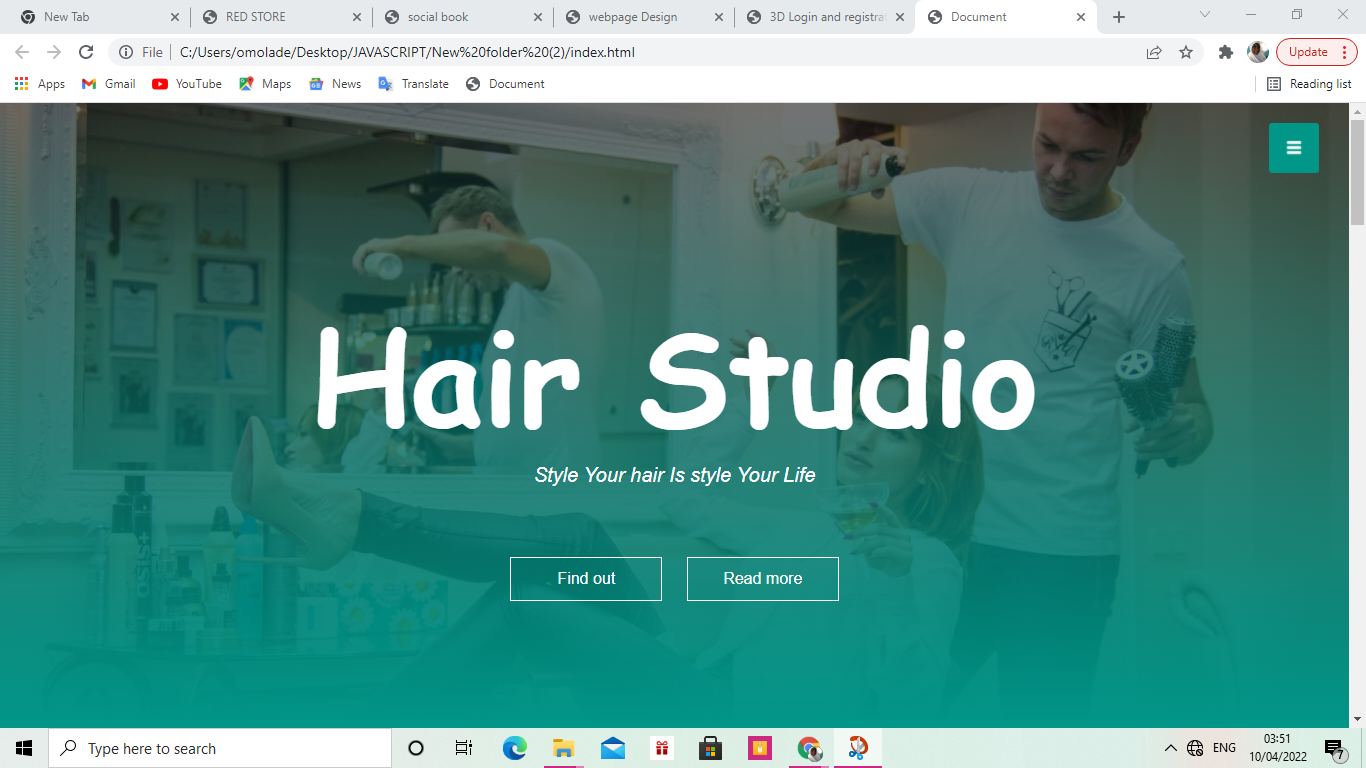 New Tab
RED STORE
social book
webpage Design
3D Login and registra
Document
File
C:/Users/omolade/Desktop/JAVASCRIPT/New%20folder%20(2)/index.html
Update
Apps
Gmail
YouTube
Maps
News
Translate
Document
Reading list
Hair Studio
Style Your hair Is style Your Life
Find out
Read more
Type here to search
ENG
03:51
10/04/2022
7